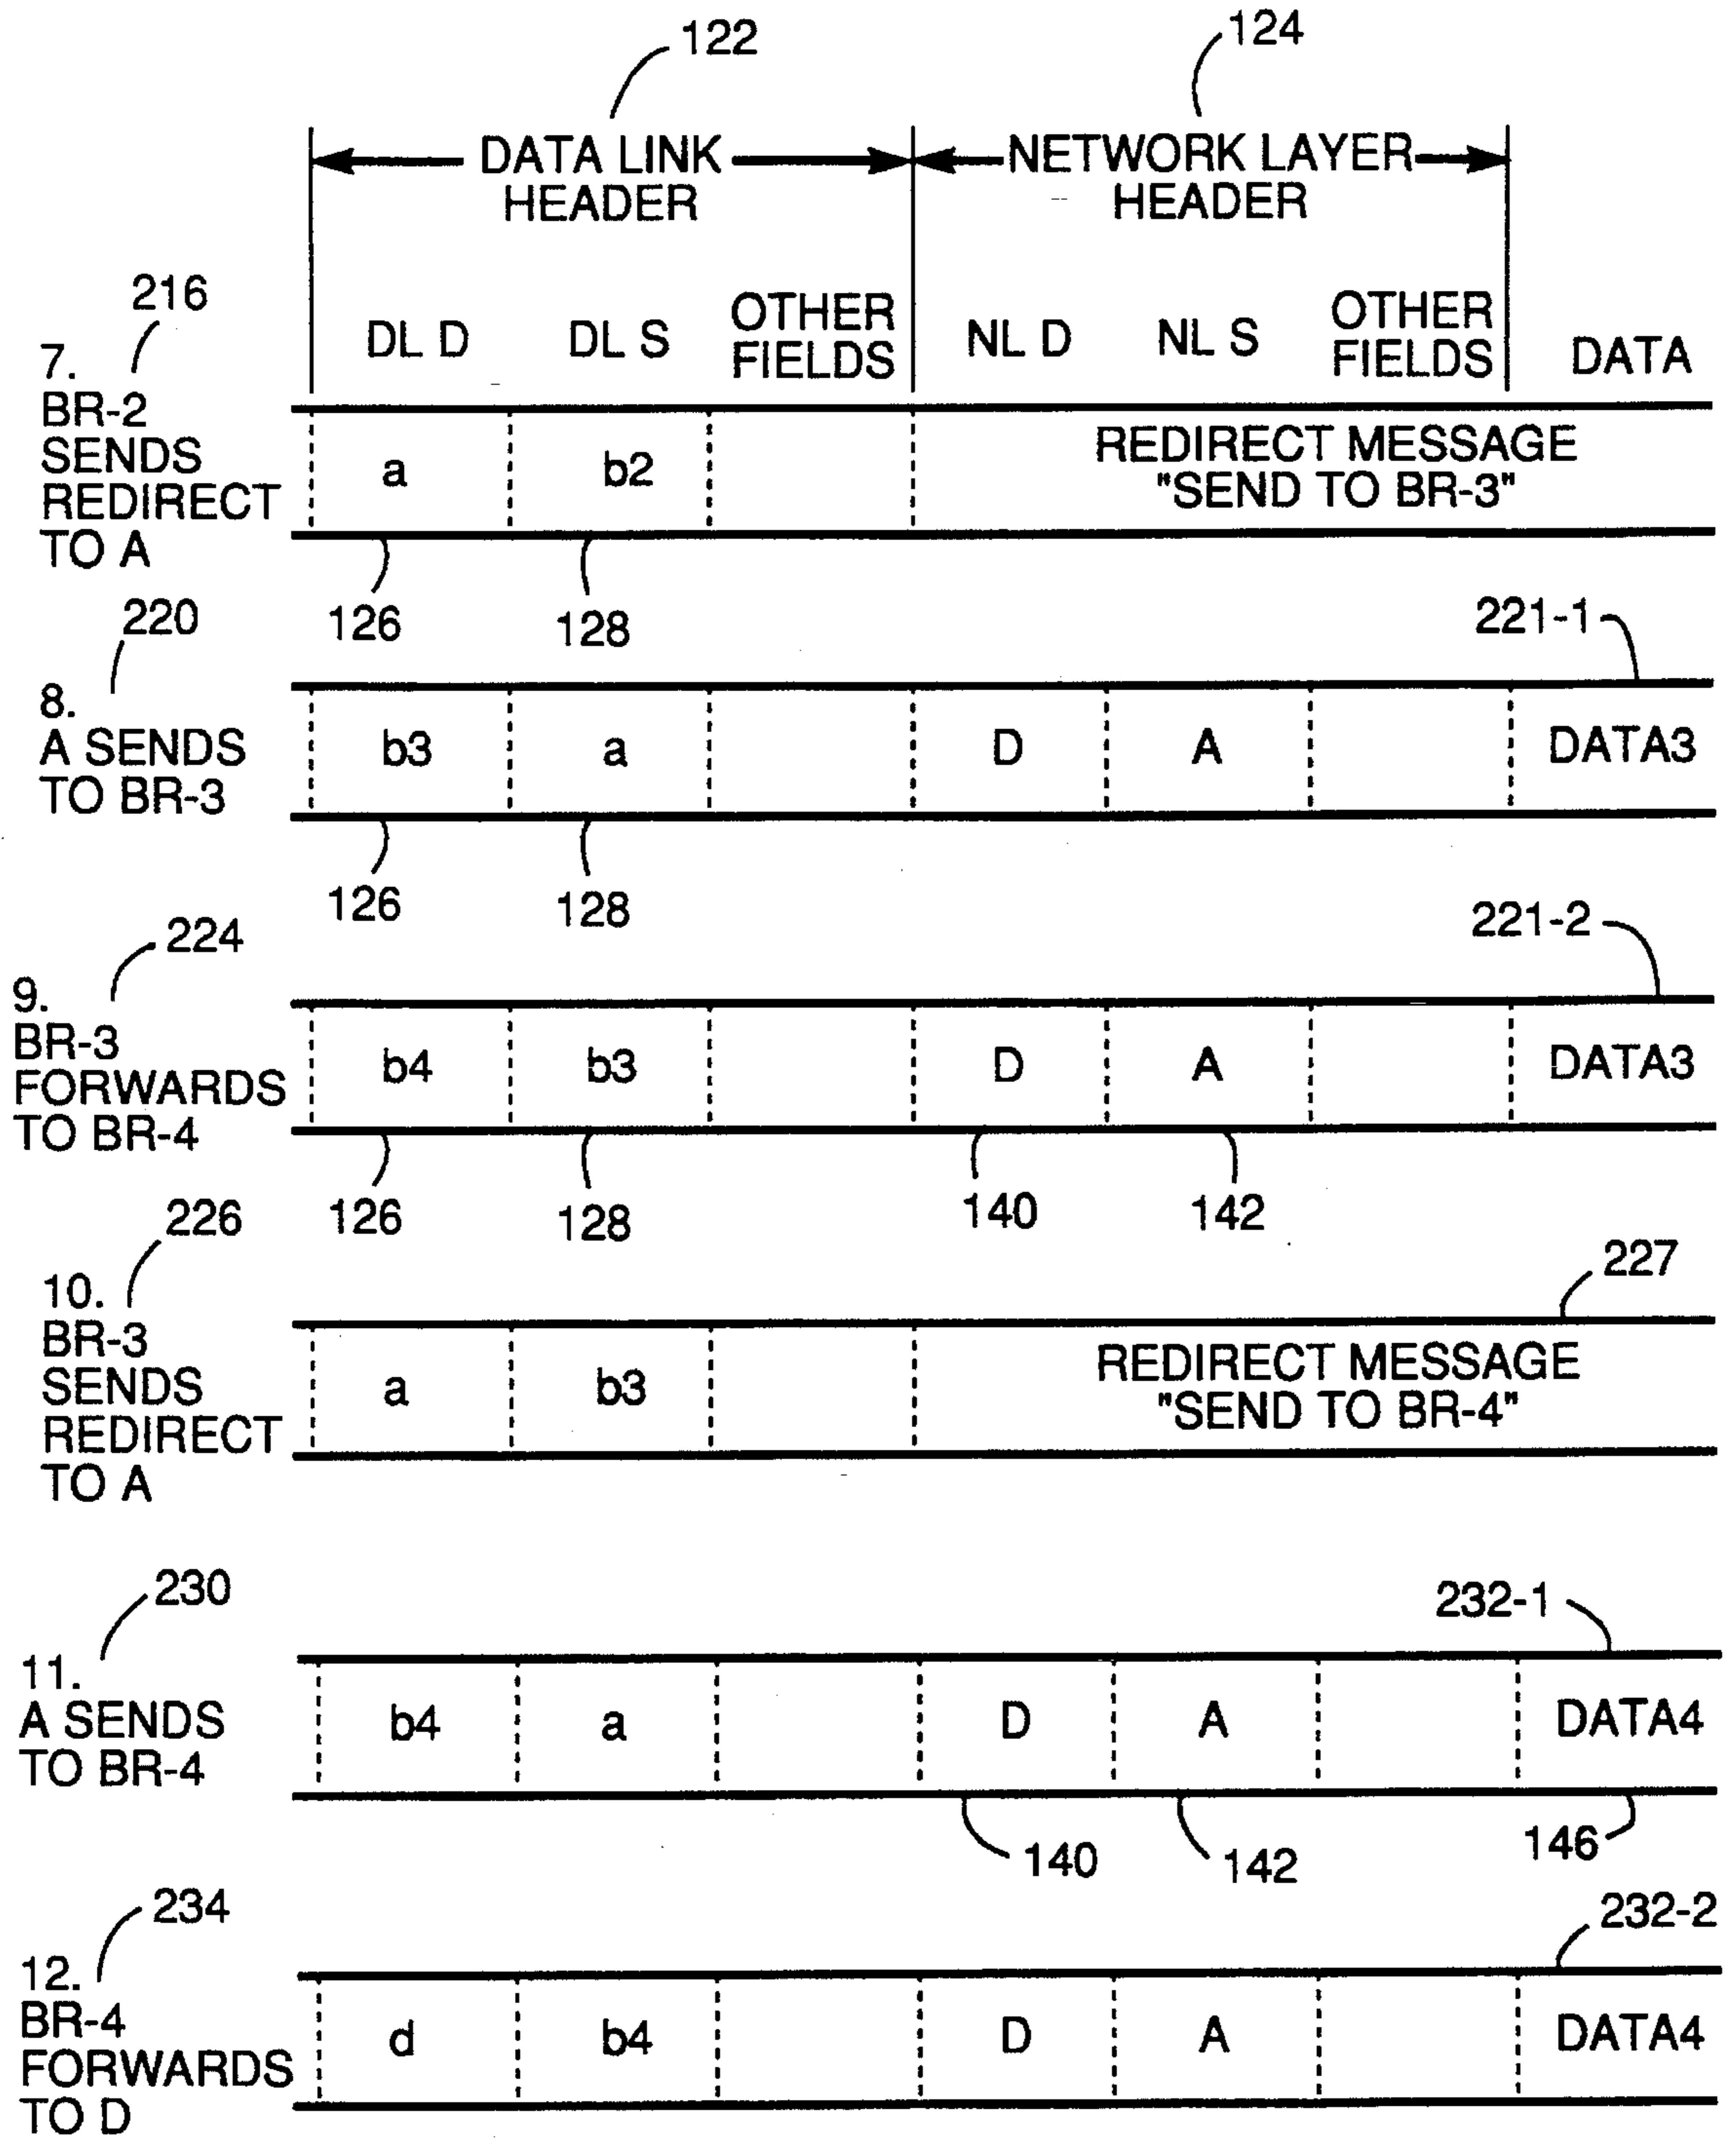 122
124
DATA LINK
HEADER
NETWORK LAYER
HEADER
216
DL D
DL S
OTHER
FIELDS
NL D
NL S
OTHER
FIELDS
DATA
7.
BR-2
SENDS
REDIRECT
TO A
a
b2
REDIRECT MESSAGE
"SEND TO BR-3"
126
128
220
221-1
8.
A SENDS
TO BR-3
b3
a
D
A
DATA3
126
128
224
221-2
9.
BR-3
FORWARDS
TO BR-4
b4
b3
D
A
DATA3
126
128
140
142
226
227
10.
BR-3
SENDS
REDIRECT
TO A
a
b3
REDIRECT MESSAGE
"SEND TO BR-4"
230
232-1
11.
A SENDS
TO BR-4
b4
a
D
A
DATA4
140
142
146
234
232-2
12.
BR-4
FORWARDS
TO D
d
b4
D
A
DATA4